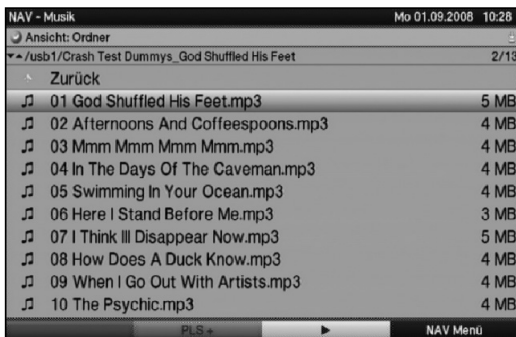 NAV - Musik Mo 01.09.2008 10:28
Ansicht: Ordner
/usb1/Crash Test Dummys_God Shuffled His Feet 2/13
Zurück
01 God Shuffled His Feet.mp3 5 MB
02 Afternoons And Coffeespoons.mp3 4 MB
03 Mmm Mmm Mmm Mmm.mp3 4 MB
04 In The Days Of The Caveman.mp3 4 MB
05 Swimming In Your Ocean.mp3 4 MB
06 Here I Stand Before Me.mp3 3 MB
07 I Think Ill Disappear Now.mp3 5 MB
08 How Does A Duck Know.mp3 4 MB
09 When I Go Out With Artists.mp3 4 MB
10 The Psychic.mp3 4 MB
PLS+ NAV Menü